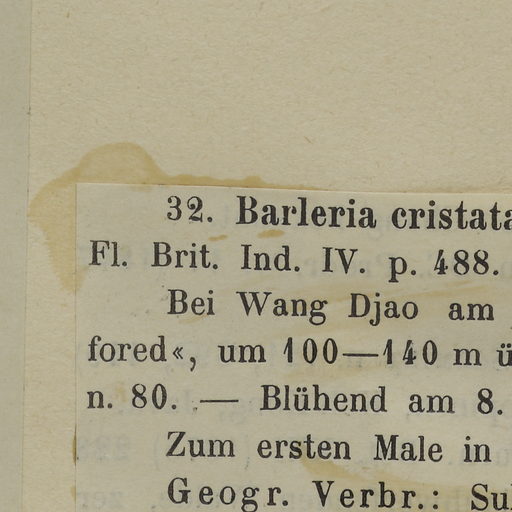 32. Barleria cristata
Fl. Brit. Ind. IV. p. 488.
Bei Wang Djao am
fored«, um 100—140 m ü
n. 80. — Blühend am 8.
Zum ersten Male in
Geogr. Verbr.: Su